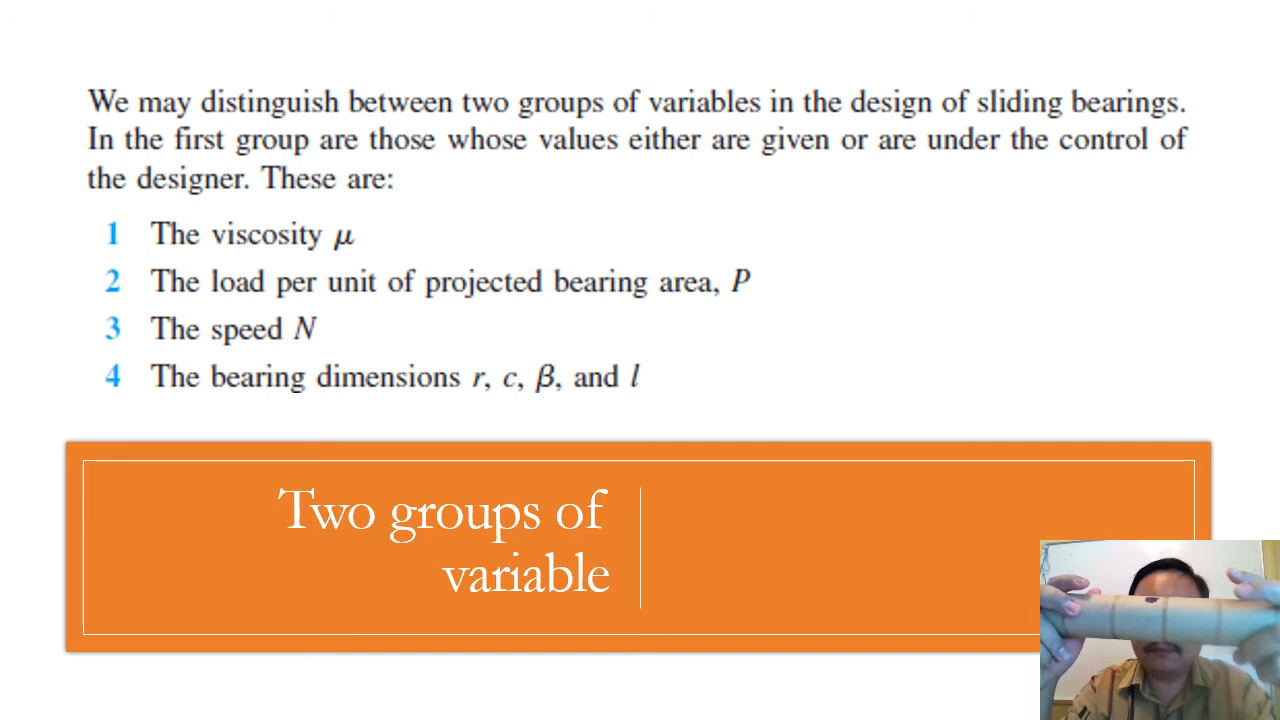 We may distinguish between two groups of variables in the design of sliding bearings.
In the first group are those whose values either are given or are under the control of
the designer. These are:
1 The viscosity μ
2 The load per unit of projected bearing area, P
3 The speed N
4 The bearing dimensions r, c, β, and l
Two groups of
variable